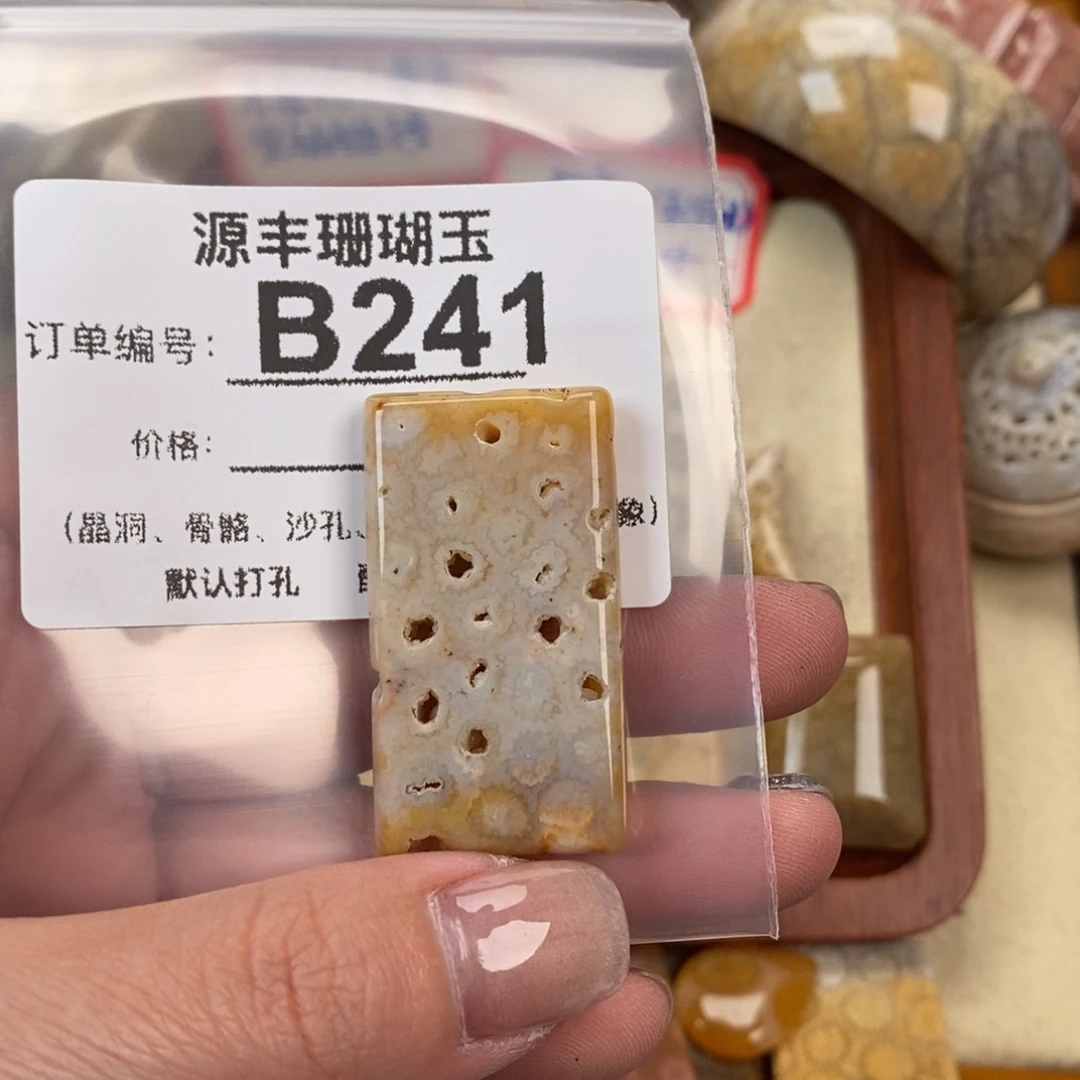 源丰珊瑚玉
订单编号：B241
价格：
（晶洞、骨骼、沙孔、
默认打孔